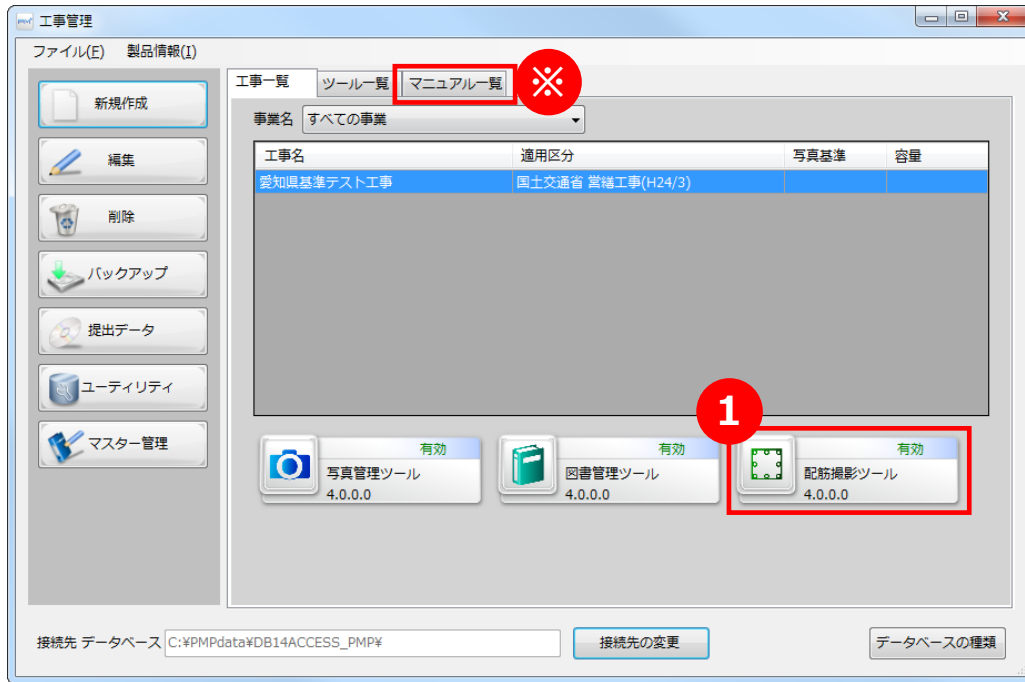 工事管理
ファイル(F) 製品情報(I)
新規作成
編集
削除
バックアップ
提出データ
ユーティリティ
マスター管理
工事一覧 ツール一覧 マニュアル一覧 ※
事業名 すべての事業
工事名 適用区分 写真基準 容量
愛知県基準テスト工事 国土交通省 営繕工事(H24/3)
1
有効
写真管理ツール
4.0.0.0
有効
図書管理ツール
4.0.0.0
有効
配筋撮影ツール
4.0.0.0
接続先 データベース C:¥PMPdata¥DB14ACCESS_PMP¥ 接続先の変更 データベースの種類